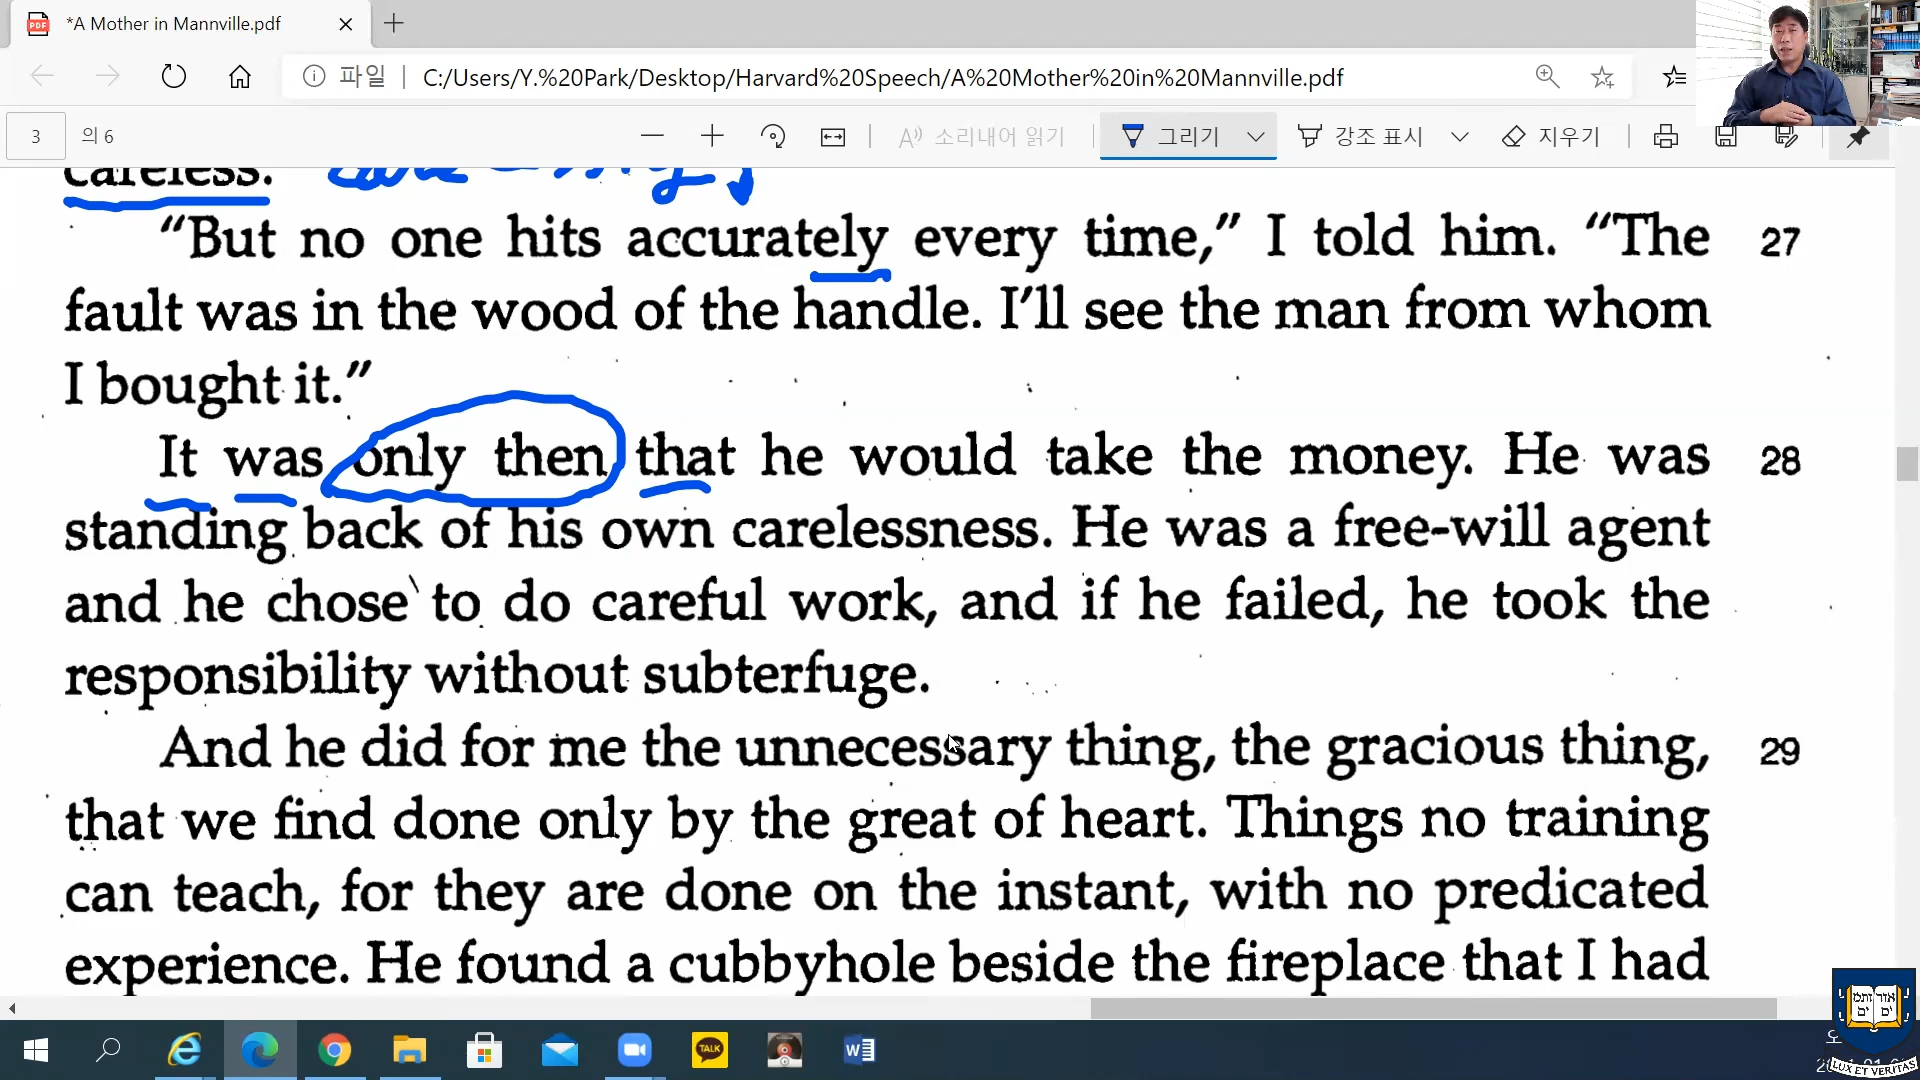 *A Mother in Mannville.pdf
파일
C:/Users/Y.%20Park/Desktop/Harvard%20Speech/A%20Mother%20in%20Mannville.pdf
3 의 6
소리내어 읽기
그리기
강조 표시
지우기
careless.
“But no one hits accurately every time,” I told him. “The 27
fault was in the wood of the handle. I’ll see the man from whom
I bought it.”
It was only then that he would take the money. He was 28
standing back of his own carelessness. He was a free-will agent
and he chose to do careful work, and if he failed, he took the
responsibility without subterfuge.
And he did for me the unnecessary thing, the gracious thing, 29
that we find done only by the great of heart. Things no training
can teach, for they are done on the instant, with no predicated
experience. He found a cubbyhole beside the fireplace that I had
TALK
LUX ET VERITAS